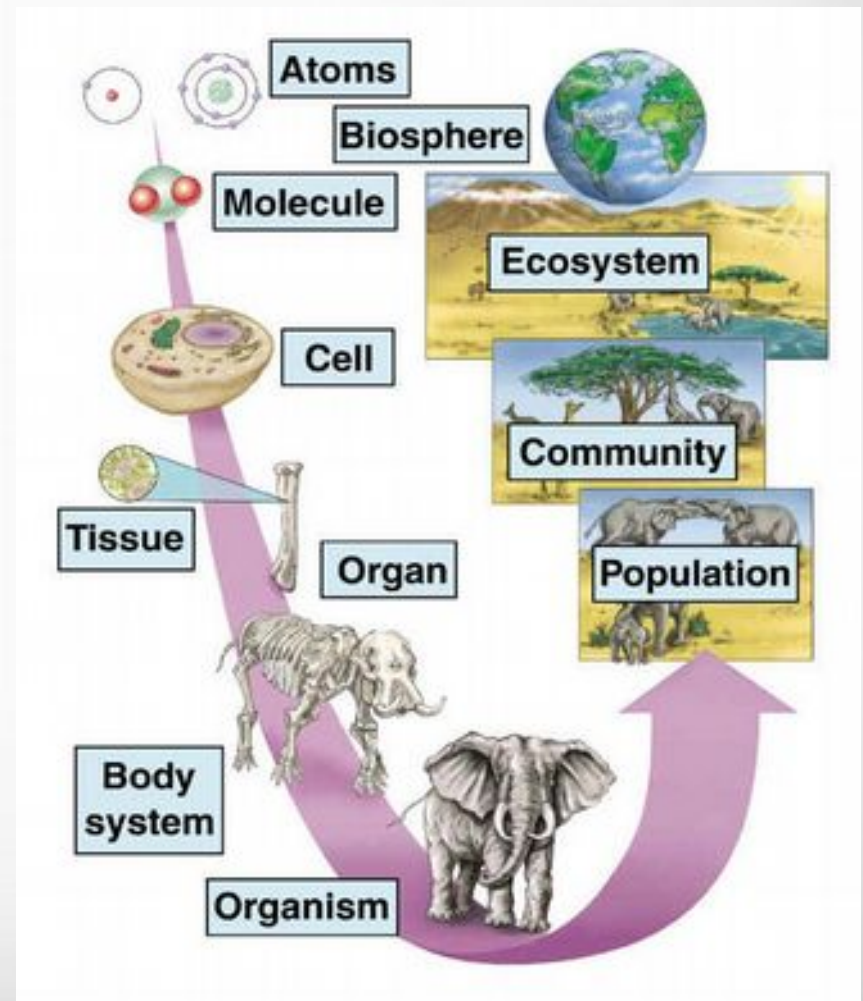 Atoms
Biosphere
Molecule
Ecosystem
Cell
Community
Tissue
Organ
Population
Body
system
Organism